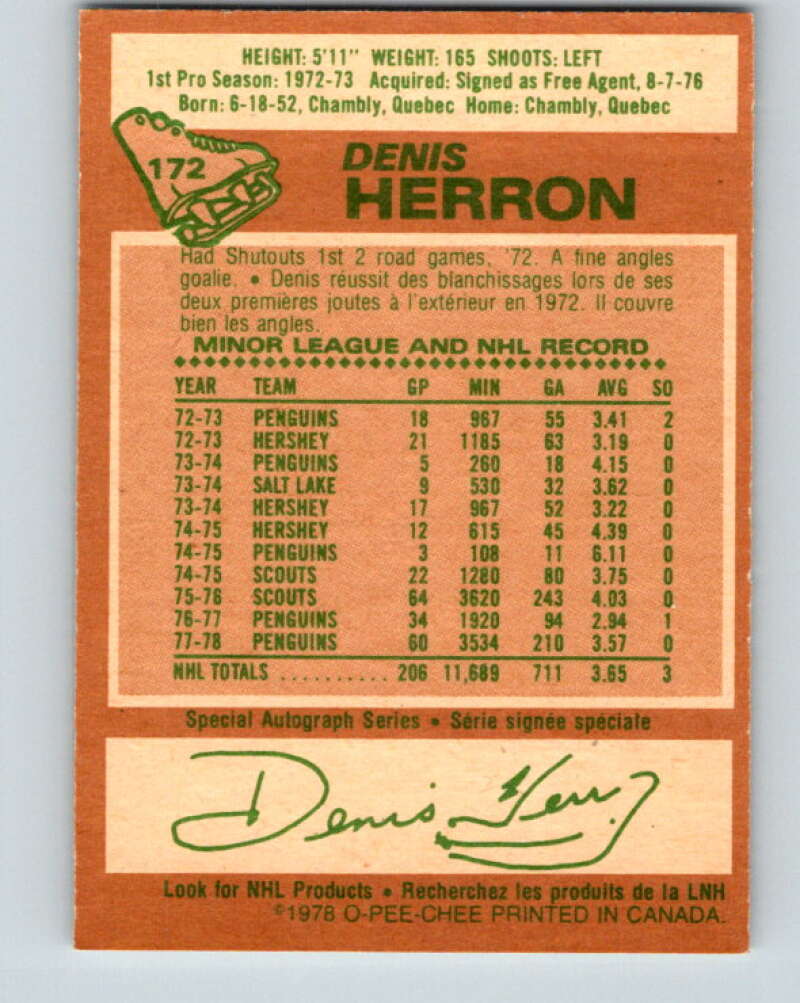 HEIGHT: 5'11" WEIGHT: 165 SHOOTS: LEFT
1st Pro Season: 1972-73 Acquired: Signed as Free Agent, 8-7-76
Born: 6-18-52, Chambly, Quebec Home: Chambly, Quebec
172
DENIS
HERRON
Had Shutouts 1st 2 road games, '72. A fine angles
goalie. • Denis réussit des blanchissages lors de ses
deux premières joutes à l'extérieur en 1972. Il couvre
bien les angles.
MINOR LEAGUE AND NHL RECORD
YEAR TEAM GP MIN GA AVG SO
72-73 PENGUINS 18 967 55 3.41 2
72-73 HERSHEY 21 1185 63 3.19 0
73-74 PENGUINS 5 260 18 4.15 0
73-74 SALT LAKE 9 530 32 3.62 0
73-74 HERSHEY 17 967 52 3.22 0
74-75 HERSHEY 12 615 45 4.39 0
74-75 PENGUINS 3 108 11 6.11 0
74-75 SCOUTS 22 1280 80 3.75 0
75-76 SCOUTS 64 3620 243 4.03 0
76-77 PENGUINS 34 1920 94 2.94 1
77-78 PENGUINS 60 3534 210 3.57 0
NHL TOTALS .......... 206 11,689 711 3.65 3
Special Autograph Series • Série signée spéciale
Denis Herron
Look for NHL Products • Recherchez les produits de la LNH
©1978 O-PEE-CHEE PRINTED IN CANADA.